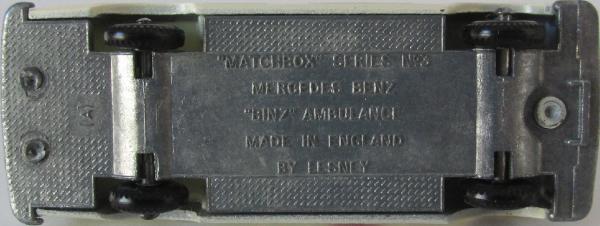 "MATCHBOX" SERIES Nº3
MERCEDES BENZ
"BINZ" AMBULANCE
MADE IN ENGLAND
BY LESNEY
[A]